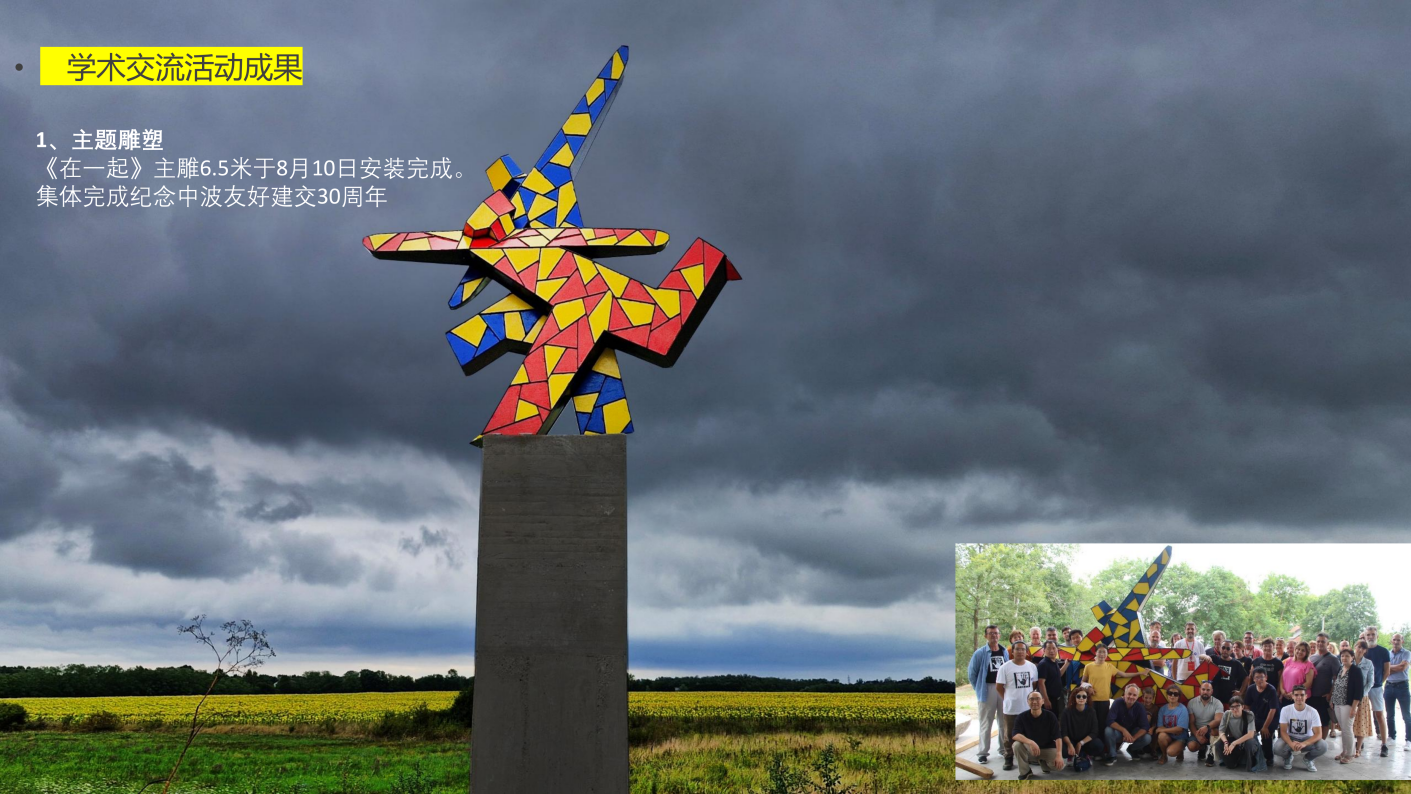 • 学术交流活动成果
1、主题雕塑
《在一起》主雕6.5米于8月10日安装完成。
集体完成纪念中波友好建交30周年